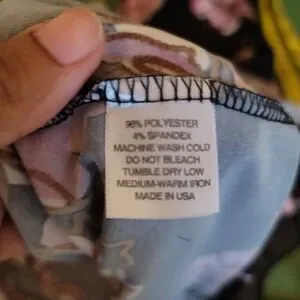 96% POLYESTER
4% SPANDEX
MACHINE WASH COLD
DO NOT BLEACH
TUMBLE DRY LOW
MEDIUM-WARM IRON
MADE IN USA